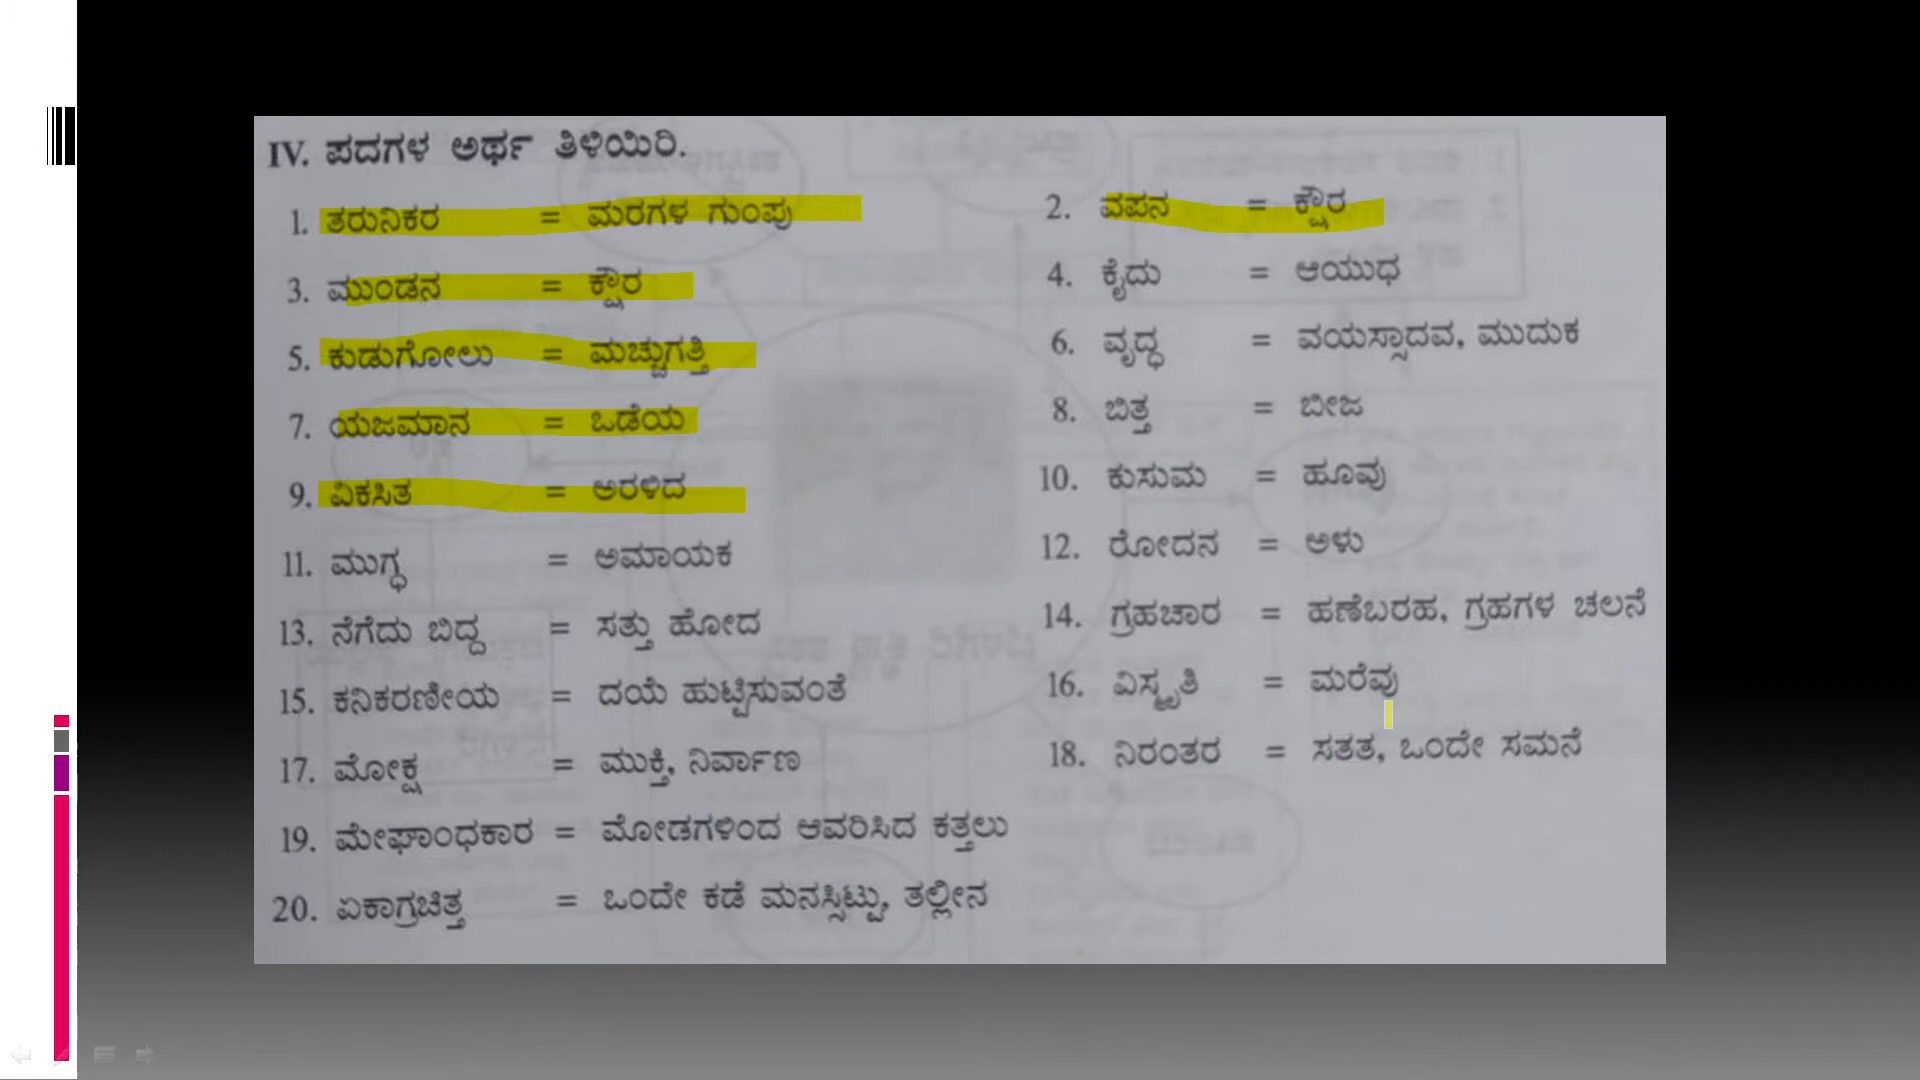 IV. ಪದಗಳ ಅರ್ಥ ತಿಳಿಯಿರಿ.
1. ತರುನಿಕರ = ಮರಗಳ ಗುಂಪು 2. ವಪನ = ಕ್ಷೌರ
3. ಮುಂಡನ = ಕ್ಷೌರ 4. ಕೈದು = ಆಯುಧ
5. ಕುಡುಗೋಲು = ಮಚ್ಚುಗತ್ತಿ 6. ವೃದ್ಧ = ವಯಸ್ಸಾದವ, ಮುದುಕ
7. ಯಜಮಾನ = ಒಡೆಯ 8. ಬಿತ್ತ = ಬೀಜ
9. ವಿಕಸಿತ = ಅರಳಿದ 10. ಕುಸುಮ = ಹೂವು
11. ಮುಗ್ಧ = ಅಮಾಯಕ 12. ರೋದನ = ಅಳು
13. ನೆಗೆದು ಬಿದ್ದ = ಸತ್ತು ಹೋದ 14. ಗ್ರಹಚಾರ = ಹಣೆಬರಹ, ಗ್ರಹಗಳ ಚಲನೆ
15. ಕನಿಕರಣೀಯ = ದಯೆ ಹುಟ್ಟಿಸುವಂತೆ 16. ವಿಸ್ಮೃತಿ = ಮರೆವು
17. ಮೋಕ್ಷ = ಮುಕ್ತಿ, ನಿರ್ವಾಣ 18. ನಿರಂತರ = ಸತತ, ಒಂದೇ ಸಮನೆ
19. ಮೇಘಾಂಧಕಾರ = ಮೋಡಗಳಿಂದ ಆವರಿಸಿದ ಕತ್ತಲು
20. ಏಕಾಗ್ರಚಿತ್ತ = ಒಂದೇ ಕಡೆ ಮನಸ್ಸಿಟ್ಟು, ತಲ್ಲೀನ